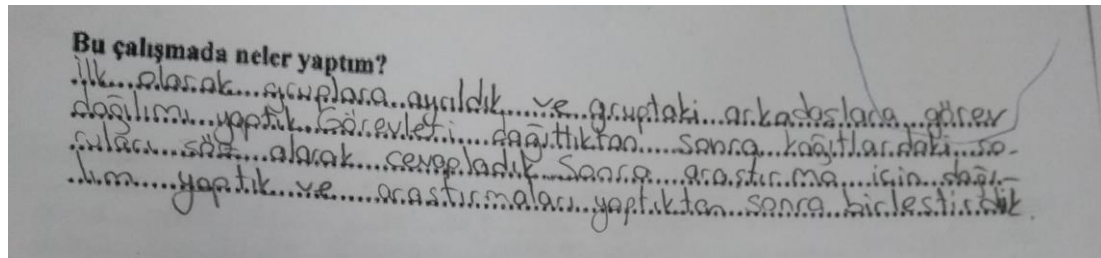 Bu çalışmada neler yaptım?
İlk olarak gruplara ayrıldık ve gruptaki arkadaşlara görev
dağılımı yaptık. Görevleri dağıttıktan sonra kağıtlardaki so-
ruları söz alarak cevapladık. Sonra araştırma için dağı-
lım yaptık ve araştırmaları yaptıktan sonra birleştirdik.